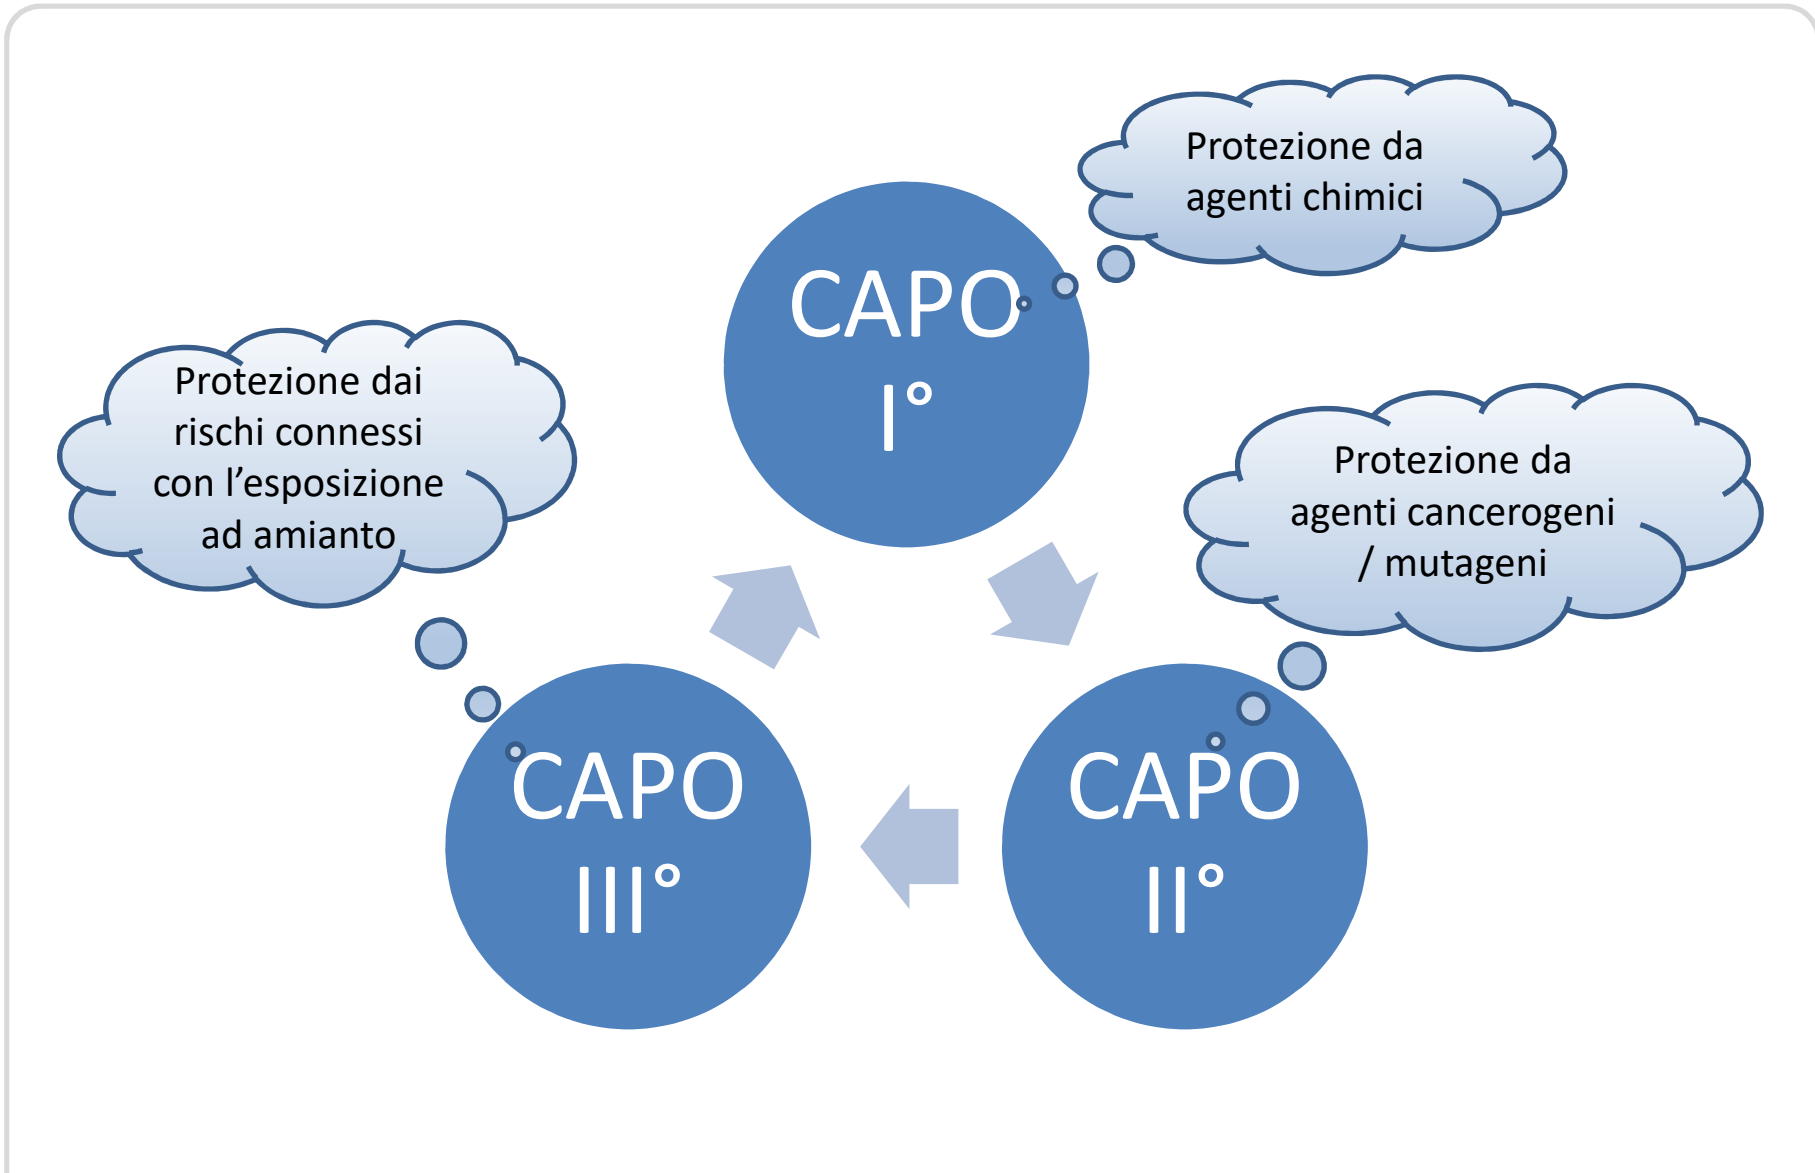 Protezione da
agenti chimici
CAPO
I°
Protezione dai
rischi connessi
con l’esposizione
ad amianto
Protezione da
agenti cancerogeni
/ mutageni
CAPO
III°
CAPO
II°